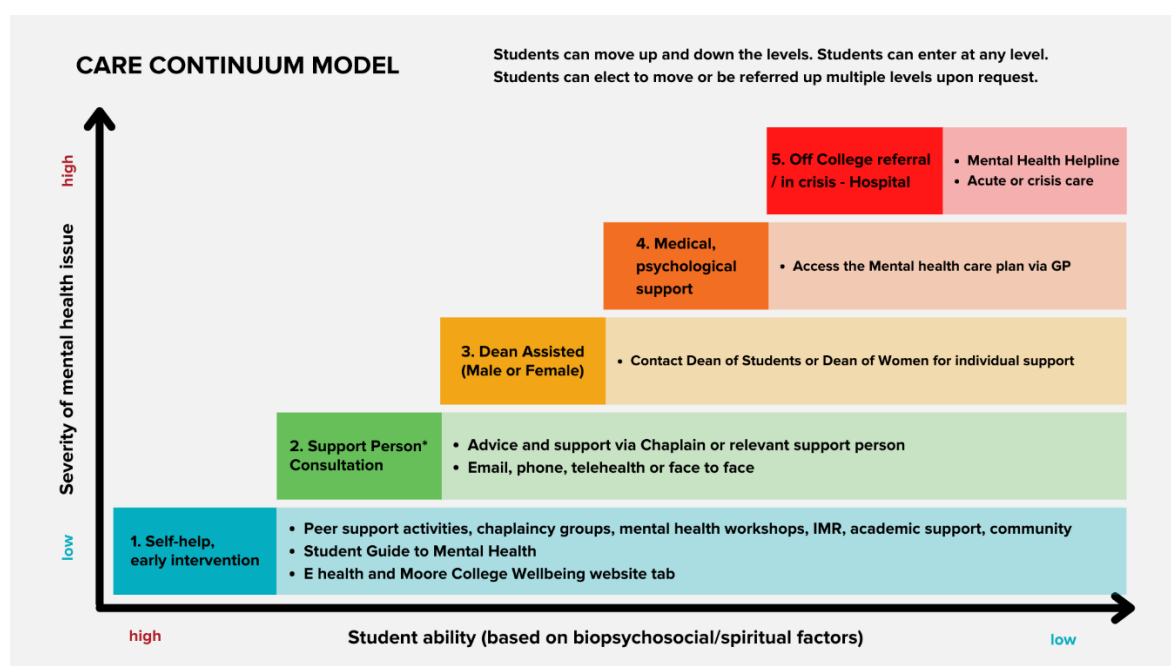 CARE CONTINUUM MODEL
Students can move up and down the levels. Students can enter at any level.
Students can elect to move or be referred up multiple levels upon request.
high
Severity of mental health issue
low
5. Off College referral
/ in crisis - Hospital
• Mental Health Helpline
• Acute or crisis care
4. Medical,
psychological
support
• Access the Mental health care plan via GP
3. Dean Assisted
(Male or Female)
• Contact Dean of Students or Dean of Women for individual support
2. Support Person*
Consultation
• Advice and support via Chaplain or relevant support person
• Email, phone, telehealth or face to face
1. Self-help,
early intervention
• Peer support activities, chaplaincy groups, mental health workshops, IMR, academic support, community
• Student Guide to Mental Health
• E health and Moore College Wellbeing website tab
high
Student ability (based on biopsychosocial/spiritual factors)
low